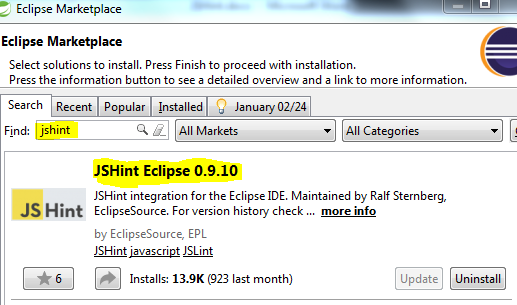 Eclipse Marketplace
Eclipse Marketplace
Select solutions to install. Press Finish to proceed with installation.
Press the information button to see a detailed overview and a link to more information.
Search Recent Popular Installed January 02/24
Find: jshint All Markets All Categories
JSHint Eclipse 0.9.10
JS Hint
JSHint integration for the Eclipse IDE. Maintained by Ralf Sternberg,
EclipseSource. For version history check ... more info
by EclipseSource, EPL
JSHint javascript JSLint
6 Installs: 13.9K (923 last month) Update Uninstall